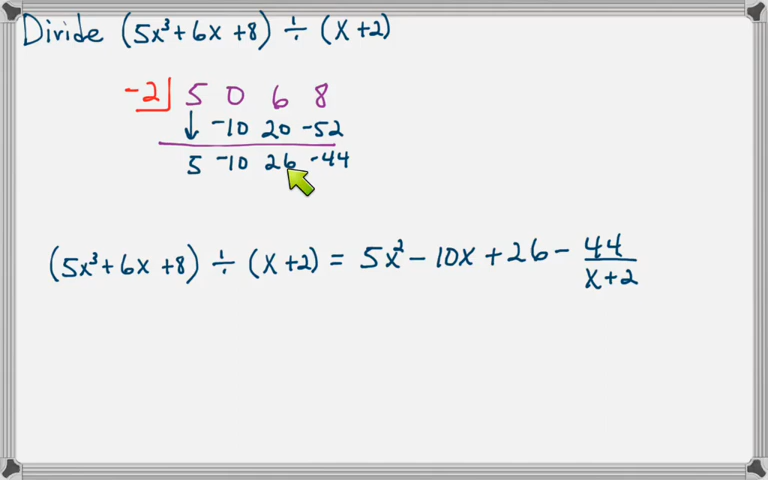 Divide (5x³+6x+8) ÷ (x+2)
-2| 5 0 6 8
↓ -10 20 -52
5 -10 26 -44
(5x³+6x+8) ÷ (x+2) = 5x² - 10x + 26 - 44/(x+2)